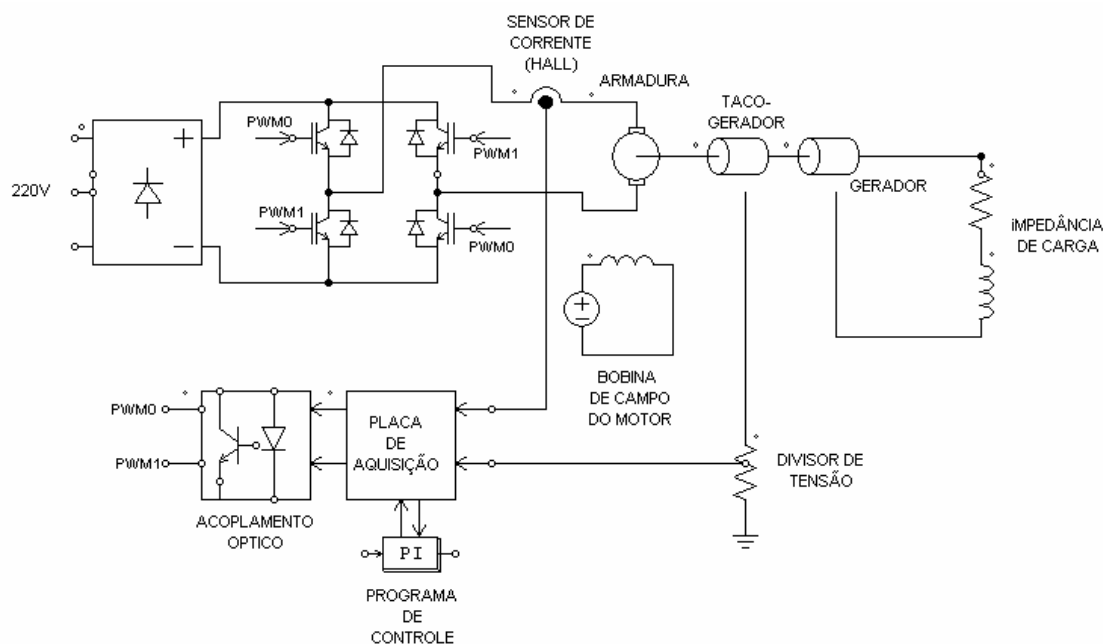 SENSOR DE
CORRENTE
(HALL)
ARMADURA
TACO-
GERADOR
GERADOR
iMPEDÂNCIA
DE CARGA
220V
+
−
PWM0
PWM1
PWM1
PWM0
+
−
BOBINA
DE CAMPO
DO MOTOR
PWM0
PWM1
PLACA
DE
AQUISIÇÃO
DIVISOR DE
TENSÃO
ACOPLAMENTO
OPTICO
PI
PROGRAMA
DE
CONTROLE